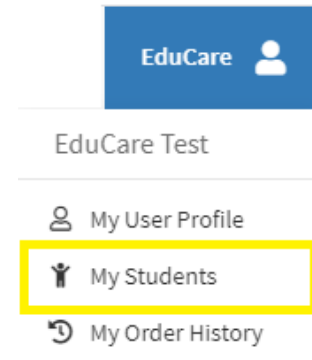 EduCare
EduCare Test
My User Profile
My Students
My Order History